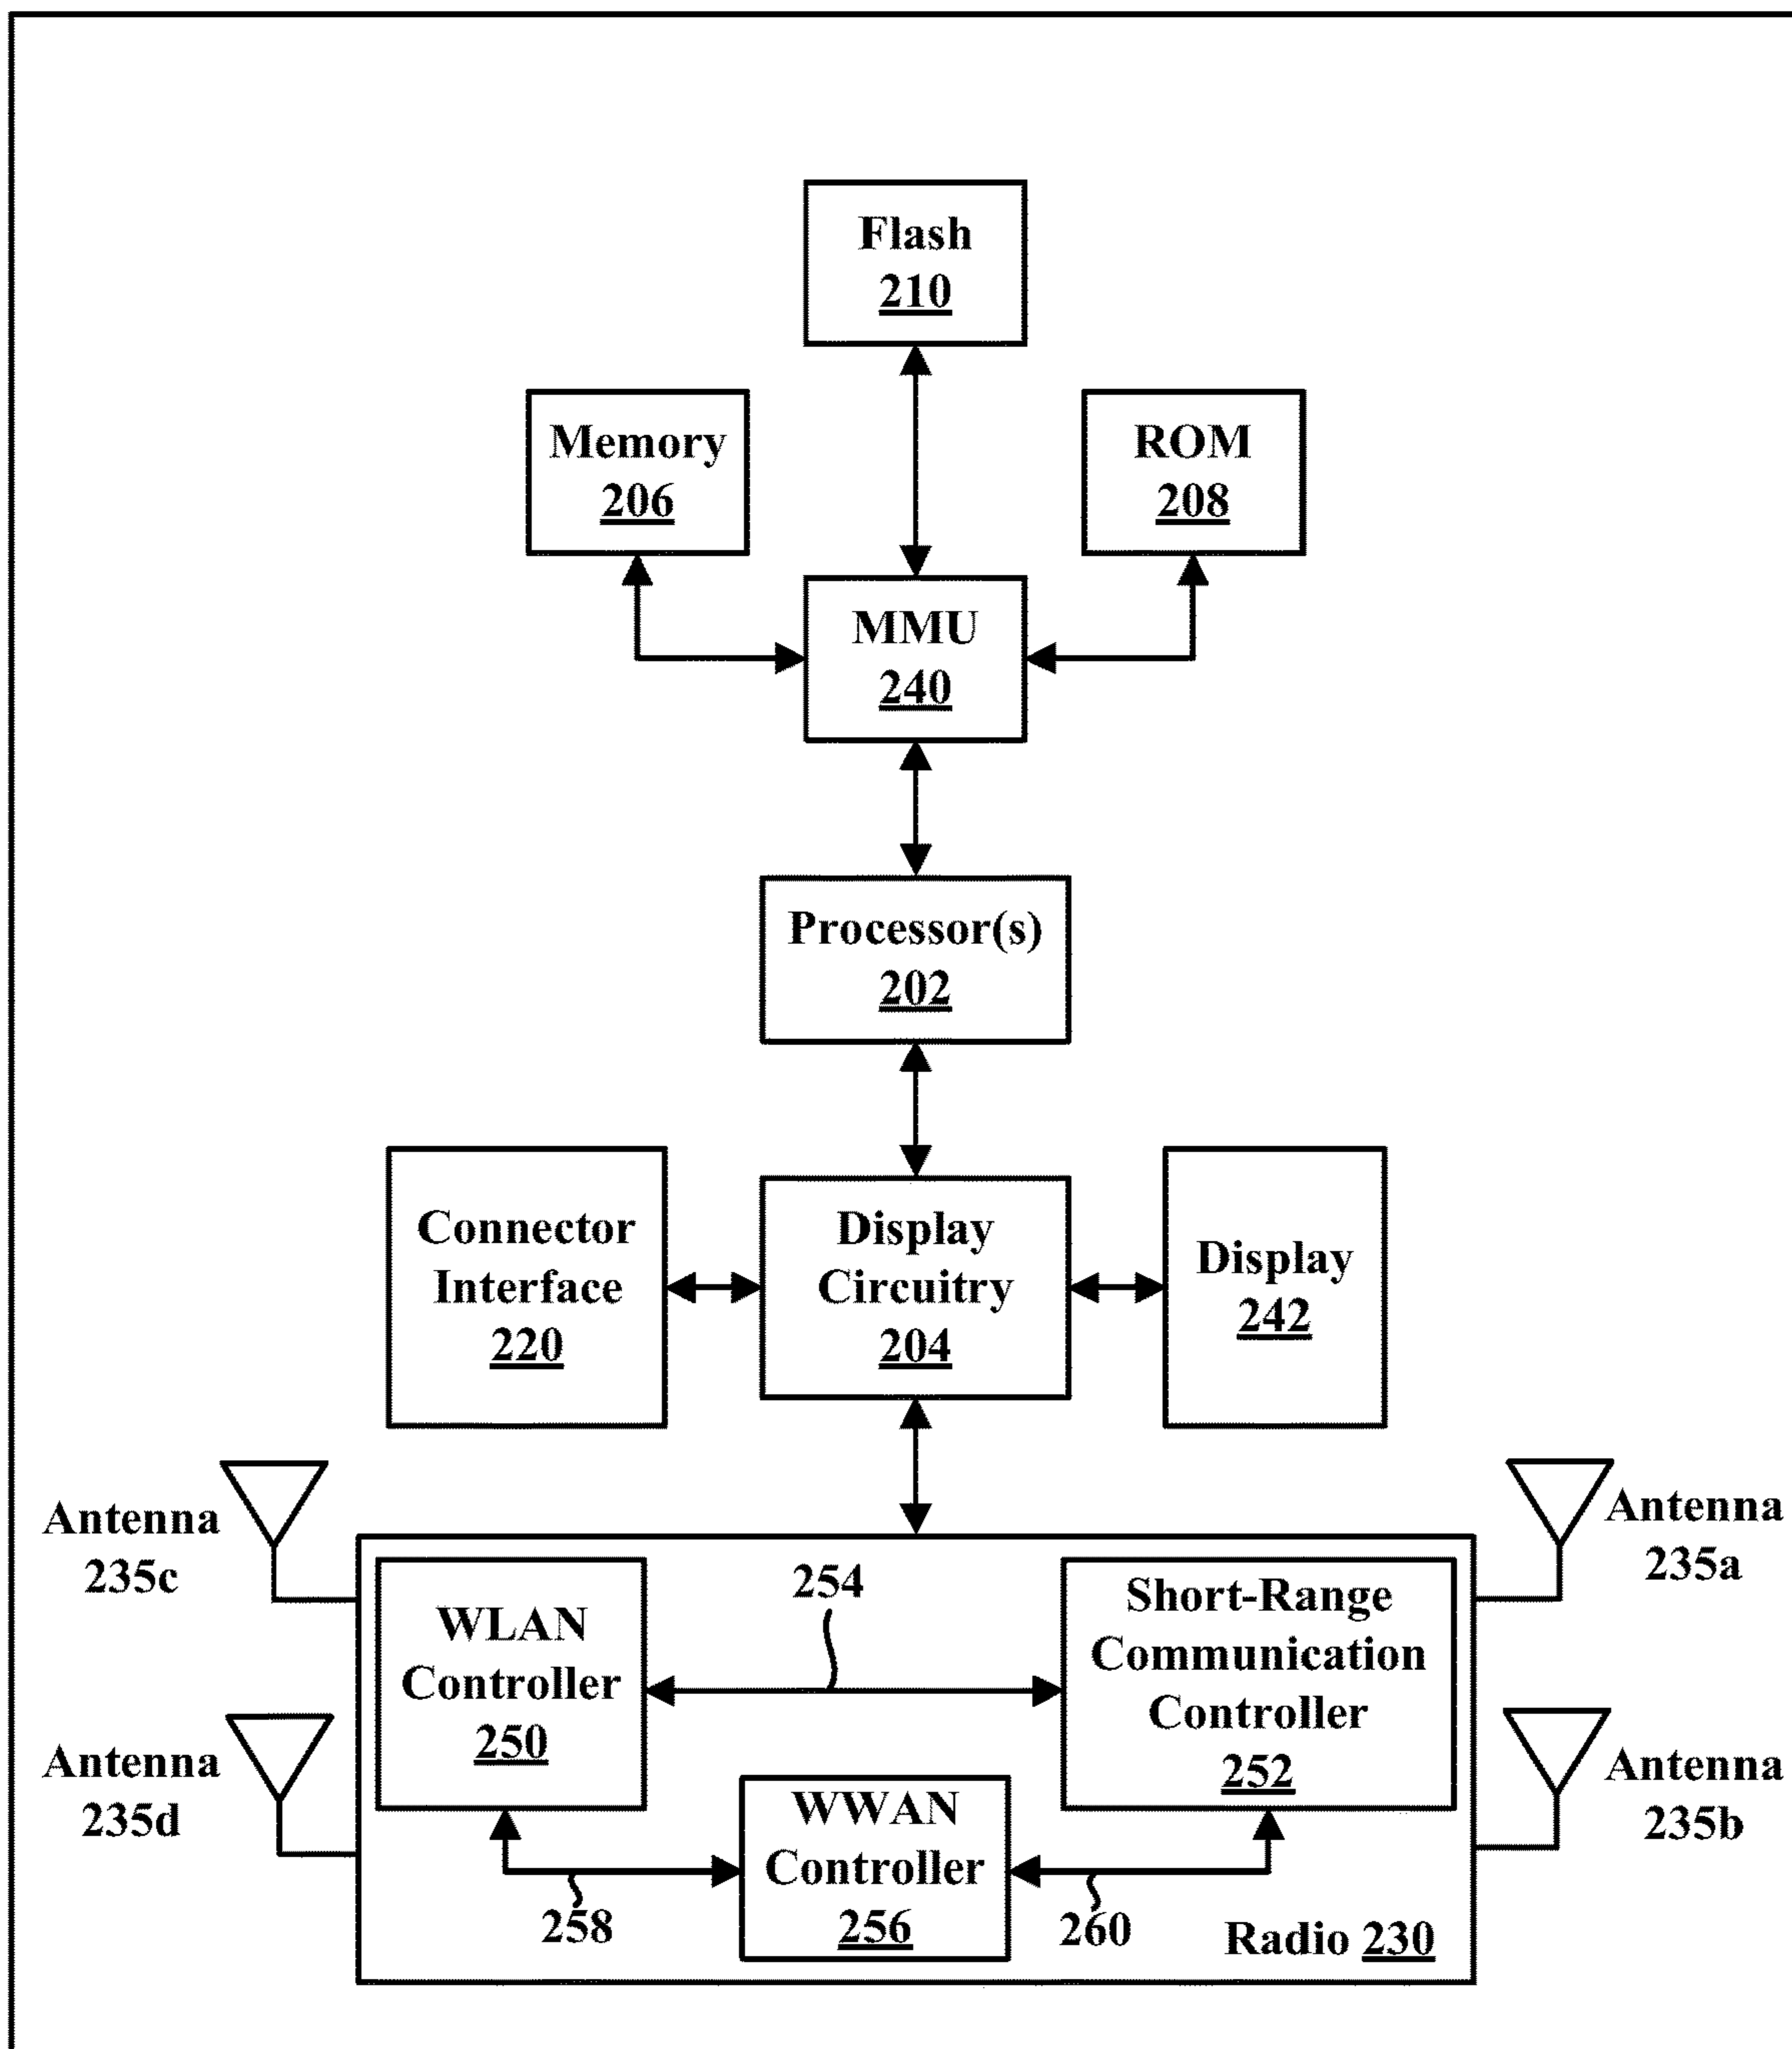 Flash
210
Memory
206
ROM
208
MMU
240
Processor(s)
202
Connector
Interface
220
Display
Circuitry
204
Display
242
Antenna
235c
Antenna
235a
WLAN
Controller
250
254
Short-Range
Communication
Controller
252
Antenna
235d
Antenna
235b
WWAN
Controller
256
258
260
Radio 230